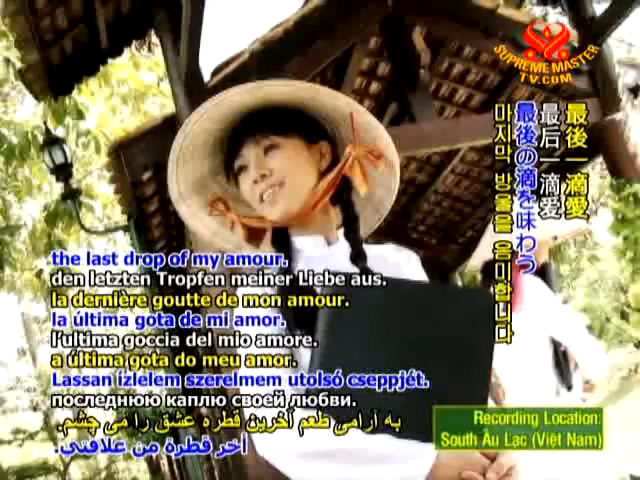 SUPREME MASTER
TV.COM
最後一滴愛
最后一滴愛
最後の滴を味わう
마지막 방울을 음미합니다
the last drop of my amour.
den letzten Tropfen meiner Liebe aus.
la dernière goutte de mon amour.
la última gota de mi amor.
l'ultima goccia del mio amore.
a última gota do meu amor.
Lassan ízlelem szerelmem utolsó cseppjét.
последнюю каплю своей любви.
به آرامی طعم آخرین قطره عشق را می چشم.
آخر قطرة من علاقتي.
Recording Location:
South Âu Lạc (Việt Nam)